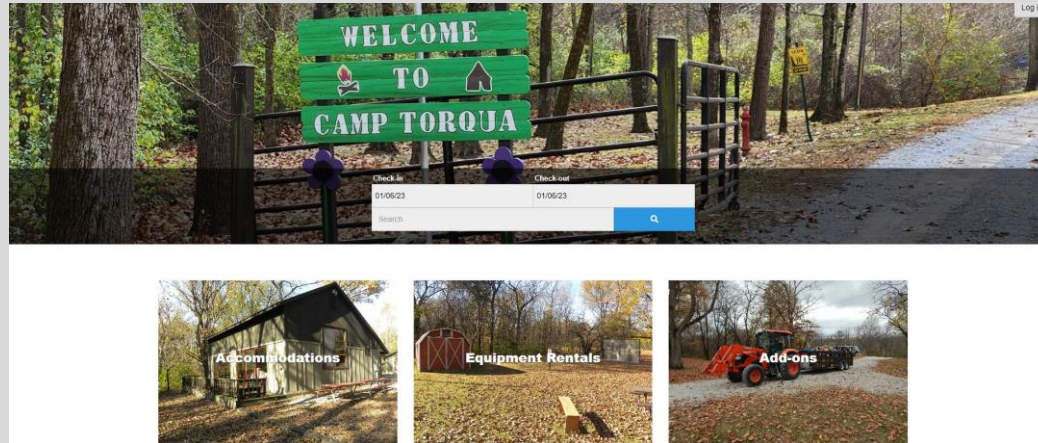 Log
WELCOME
TO
CAMP TORQUA
Check-in
Check-out
01/06/23
01/06/23
Search
Accommodations
Equipment Rentals
Add-ons